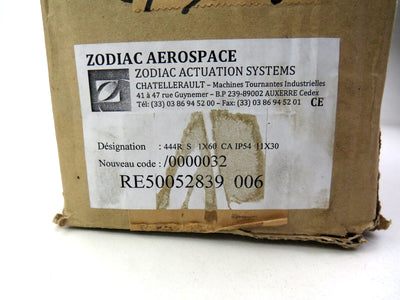 ZODIAC AEROSPACE
ZODIAC ACTUATION SYSTEMS
CHATELLERAULT – Machines Tournantes Industrielles
41 à 47 rue Guynemer – B.P 239-89002 AUXERRE Cedex
Tél: (33) 03 86 94 52 00 – Fax: (33) 03 86 94 52 01 CE
Désignation : 444R S 1X60 CA IP54 11X30
Nouveau code : /0000032
RE50052839 006